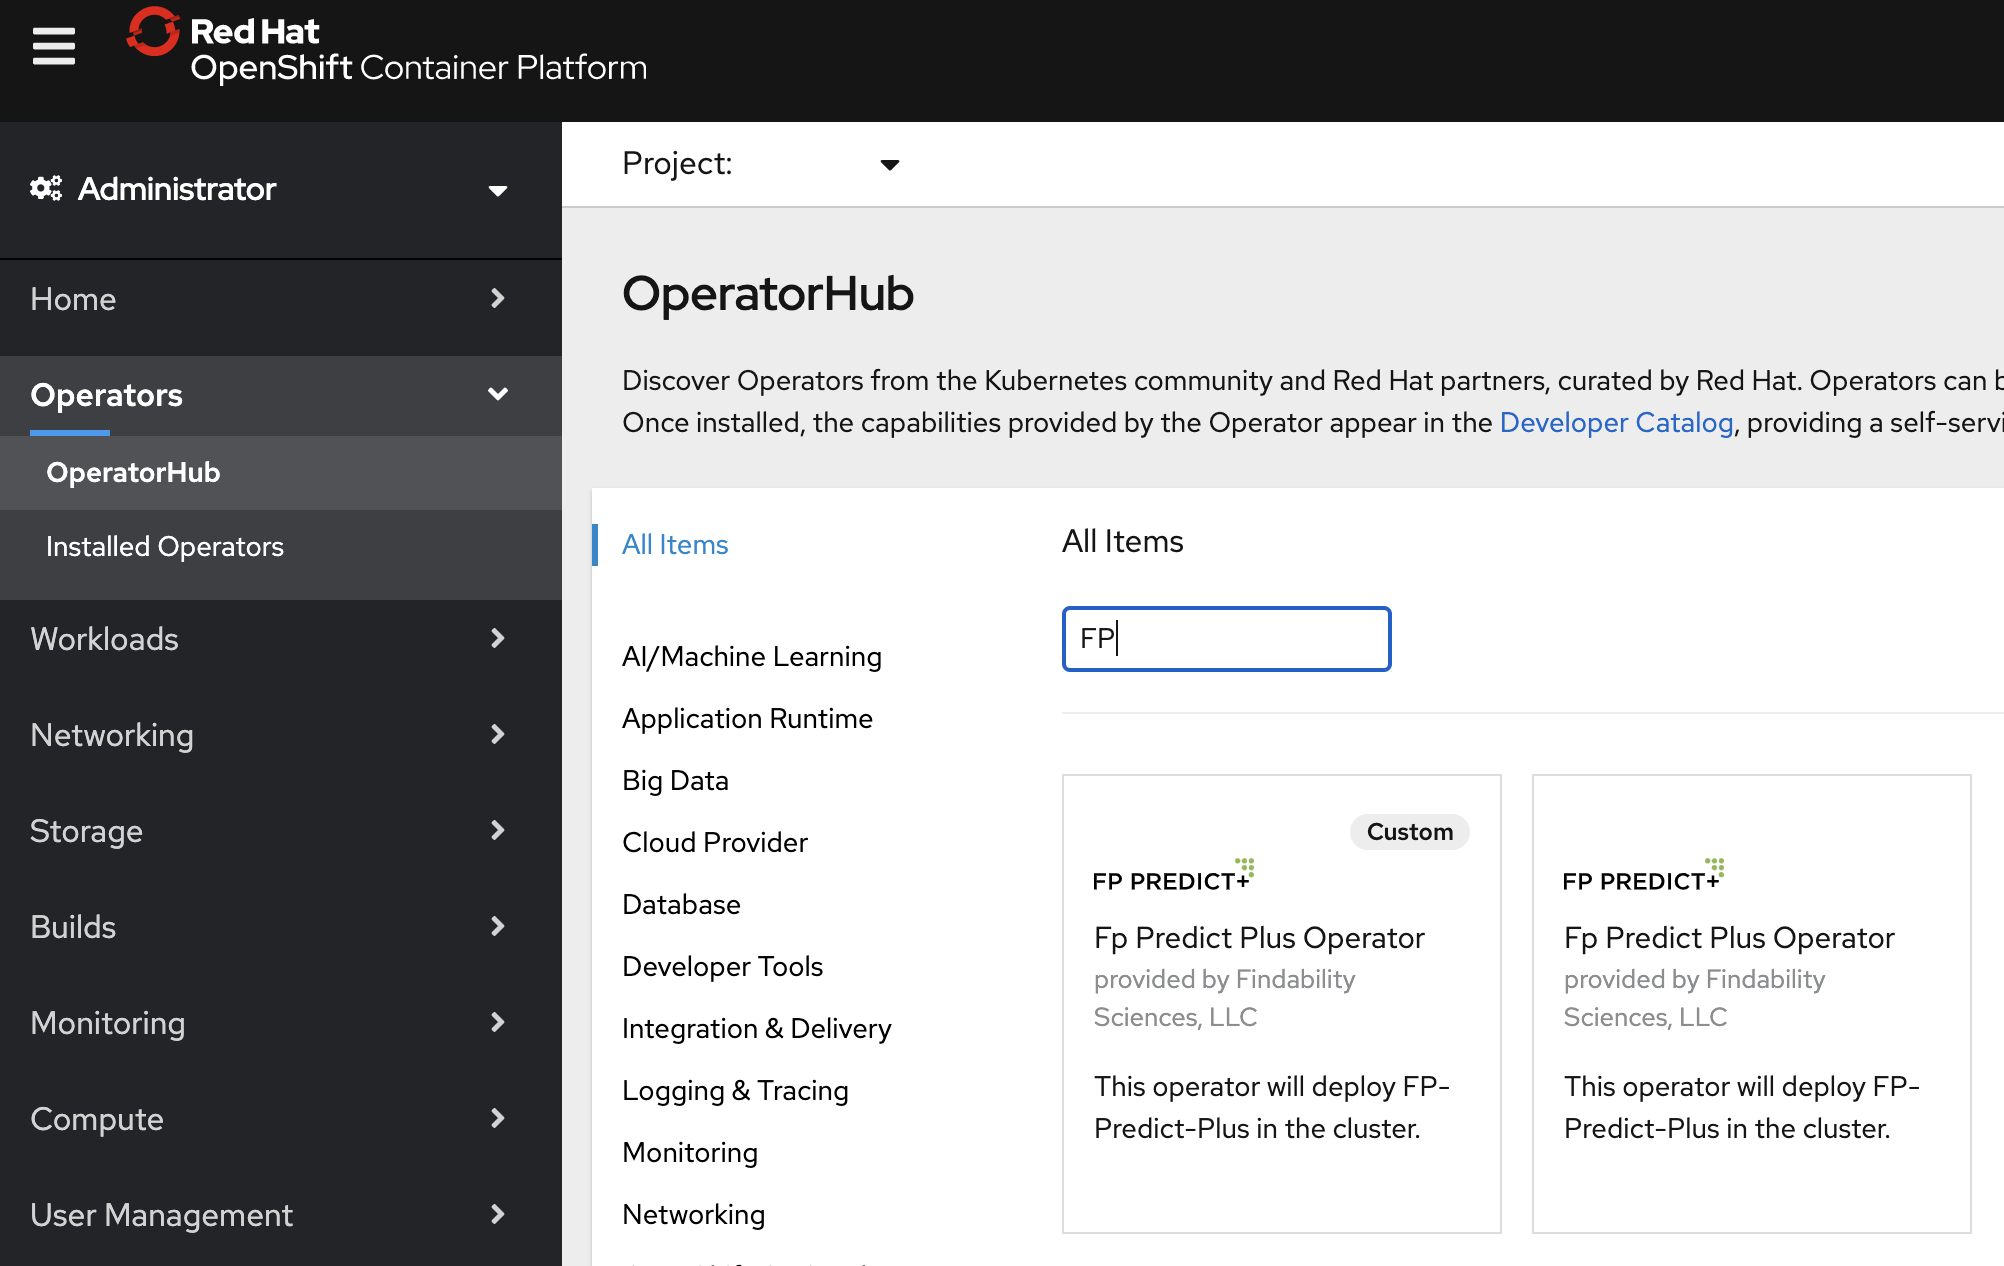 Red Hat
OpenShift Container Platform
Administrator
Home
Operators
OperatorHub
Installed Operators
Workloads
Networking
Storage
Builds
Monitoring
Compute
User Management
Project:
OperatorHub
Discover Operators from the Kubernetes community and Red Hat partners, curated by Red Hat. Operators can
Once installed, the capabilities provided by the Operator appear in the Developer Catalog, providing a self-servi
All Items
AI/Machine Learning
Application Runtime
Big Data
Cloud Provider
Database
Developer Tools
Integration & Delivery
Logging & Tracing
Monitoring
Networking
All Items
FP
Custom
FP PREDICT+
Fp Predict Plus Operator
provided by Findability
Sciences, LLC
This operator will deploy FP-
Predict-Plus in the cluster.
FP PREDICT+
Fp Predict Plus Operator
provided by Findability
Sciences, LLC
This operator will deploy FP-
Predict-Plus in the cluster.